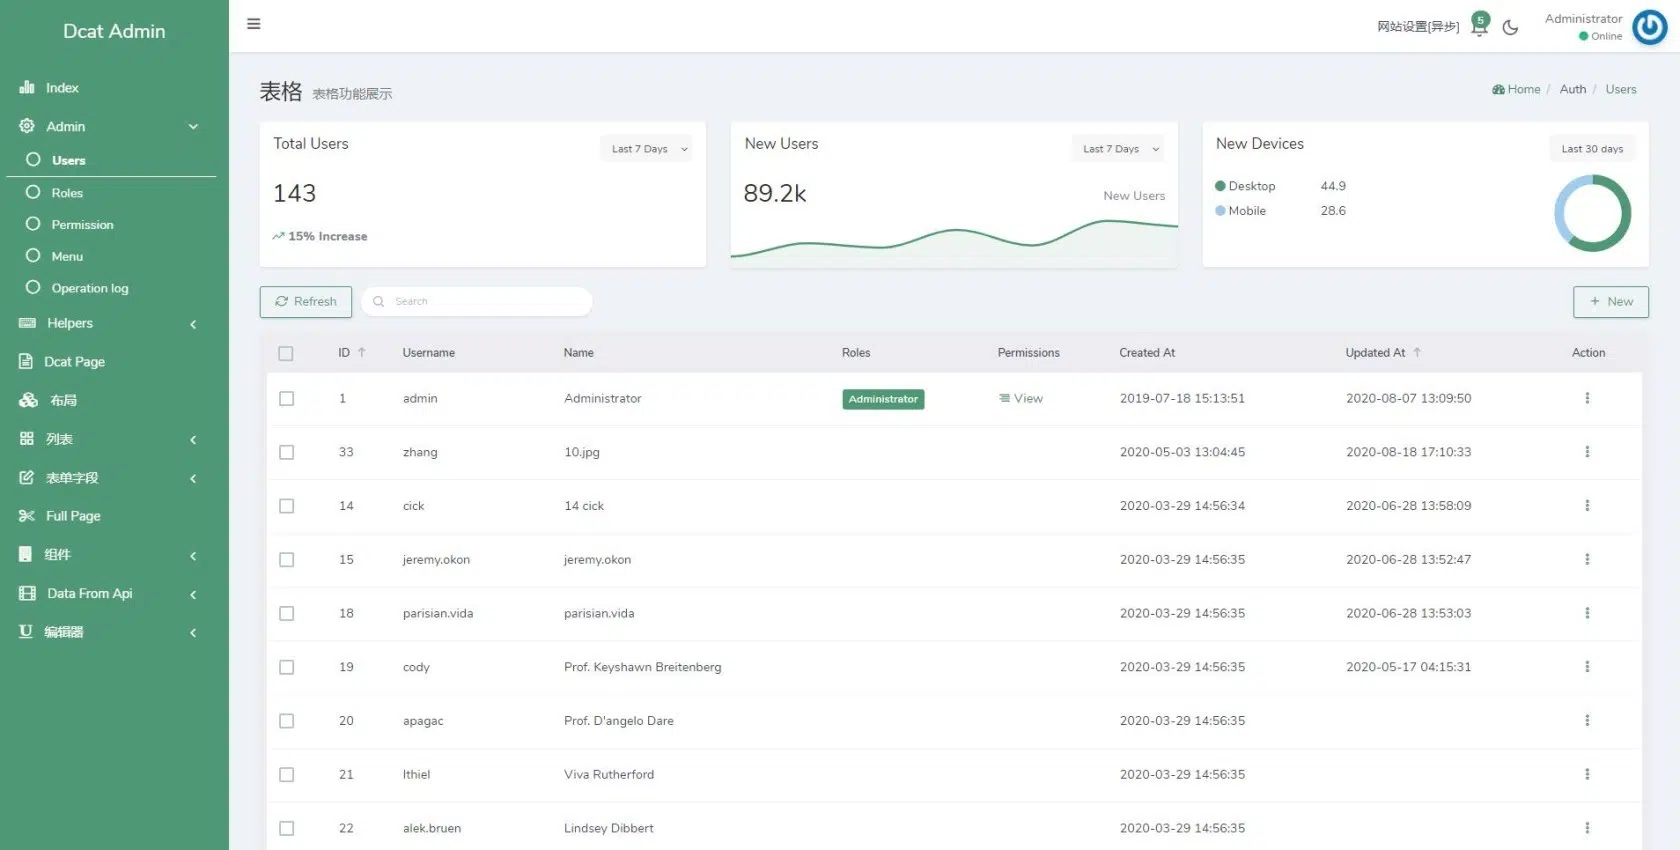 Dcat Admin
Index
Admin
Users
Roles
Permission
Menu
Operation log
Helpers
Dcat Page
布局
列表
表单字段
Full Page
组件
Data From Api
编辑器
网站设置[异步]
5
Administrator
Online
表格 表格功能展示
Home / Auth / Users
Total Users
Last 7 Days
143
15% Increase
New Users
Last 7 Days
89.2k
New Users
New Devices
Last 30 days
Desktop 44.9
Mobile 28.6
Refresh
Search
+ New
ID Username Name Roles Permissions Created At Updated At Action
1 admin Administrator Administrator View 2019-07-18 15:13:51 2020-08-07 13:09:50
33 zhang 10.jpg 2020-05-03 13:04:45 2020-08-18 17:10:33
14 cick 14 cick 2020-03-29 14:56:34 2020-06-28 13:58:09
15 jeremy.okon jeremy.okon 2020-03-29 14:56:35 2020-06-28 13:52:47
18 parisian.vida parisian.vida 2020-03-29 14:56:35 2020-06-28 13:53:03
19 cody Prof. Keyshawn Breitenberg 2020-03-29 14:56:35 2020-05-17 04:15:31
20 apagac Prof. D'angelo Dare 2020-03-29 14:56:35
21 lthiel Viva Rutherford 2020-03-29 14:56:35
22 alek.bruen Lindsey Dibbert 2020-03-29 14:56:35